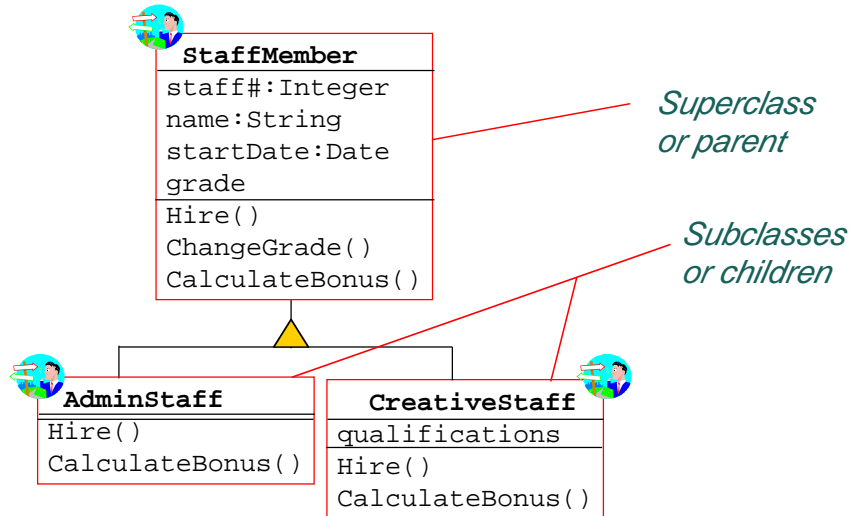 StaffMember
staff#:Integer
name:String
startDate:Date
grade
Hire()
ChangeGrade()
CalculateBonus()
Superclass
or parent
Subclasses
or children
AdminStaff
Hire()
CalculateBonus()
CreativeStaff
qualifications
Hire()
CalculateBonus()